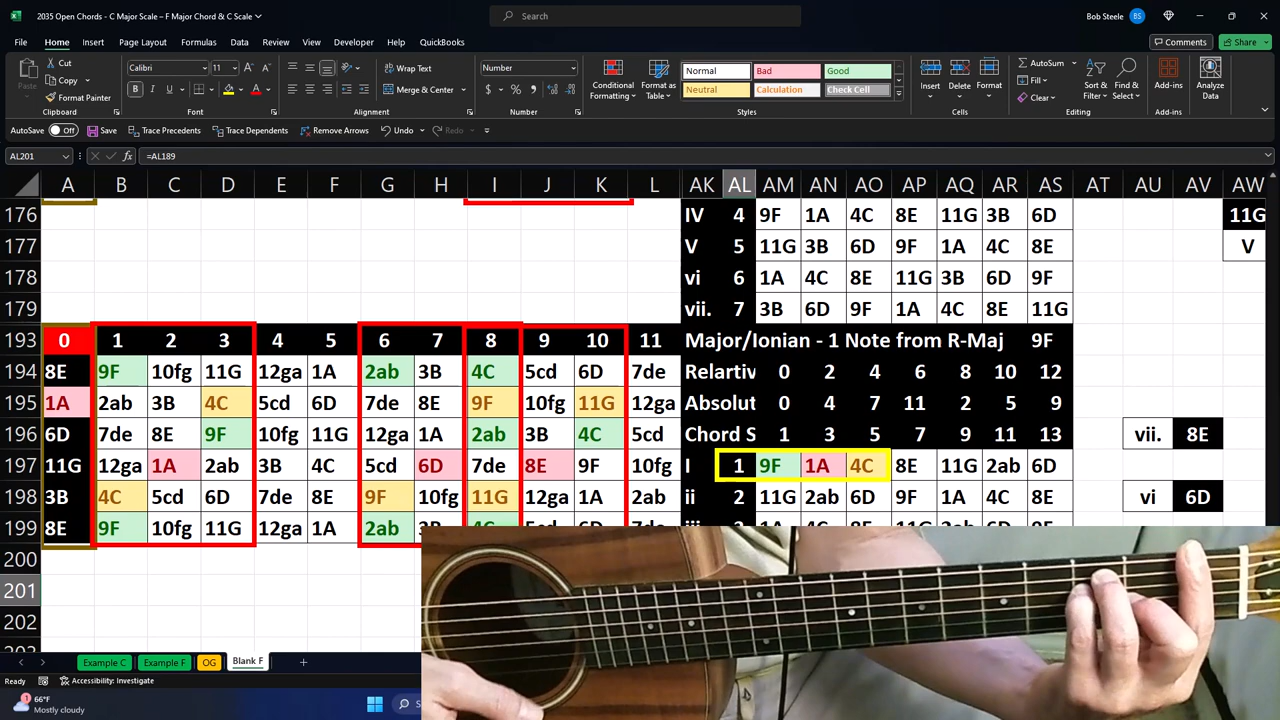 2035 Open Chords - C Major Scale – F Major Chord & C Scale
Search
Bob Steele BS
File Home Insert Page Layout Formulas Data Review View Developer Help QuickBooks Comments Share
Cut
Copy
Format Painter
Paste
Clipboard
Calibri 11
B I U
Font
Wrap Text
Merge & Center
Alignment
Number
$ % ,
Number
Conditional Formatting
Format as Table
Normal Bad Good
Neutral Calculation Check Cell
Styles
Insert Delete Format
Cells
AutoSum
Fill
Clear
Sort & Filter
Find & Select
Editing
Add-ins
Add-ins
Analyze Data
AutoSave Off Save Trace Precedents Trace Dependents Remove Arrows Undo Redo
AL201 fx =AL189
A B C D E F G H I J K L AK AL AM AN AO AP AQ AR AS AT AU AV AW
176 IV 4 9F 1A 4C 8E 11G 3B 6D 11G
177 V 5 11G 3B 6D 9F 1A 4C 8E V
178 vi 6 1A 4C 8E 11G 3B 6D 9F
179 vii. 7 3B 6D 9F 1A 4C 8E 11G
193 0 1 2 3 4 5 6 7 8 9 10 11 Major/Ionian - 1 Note from R-Maj 9F
194 8E 9F 10fg 11G 12ga 1A 2ab 3B 4C 5cd 6D 7de Relartiv 0 2 4 6 8 10 12
195 1A 2ab 3B 4C 5cd 6D 7de 8E 9F 10fg 11G 12ga Absolut 0 4 7 11 2 5 9
196 6D 7de 8E 9F 10fg 11G 12ga 1A 2ab 3B 4C 5cd Chord S 1 3 5 7 9 11 13 vii. 8E
197 11G 12ga 1A 2ab 3B 4C 5cd 6D 7de 8E 9F 10fg I 1 9F 1A 4C 8E 11G 2ab 6D
198 3B 4C 5cd 6D 7de 8E 9F 10fg 11G 12ga 1A 2ab ii 2 11G 2ab 6D 9F 1A 4C 8E vi 6D
199 8E 9F 10fg 11G 12ga 1A 2ab
200
201
202
Example C Example F OG Blank F
Ready Accessibility: Investigate
1
66°F
Mostly cloudy